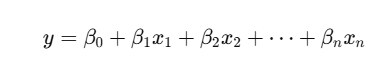 y = β₀ + β₁x₁ + β₂x₂ + ⋯ + βₙxₙ